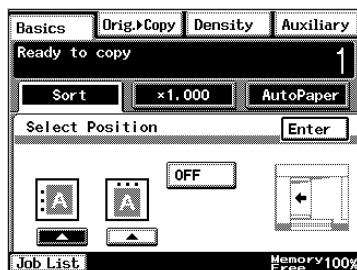 Basics Orig.▸Copy Density Auxiliary
Ready to copy 1
Sort ×1.000 AutoPaper
Select Position Enter
OFF
A A
Job List Memory Free 100%